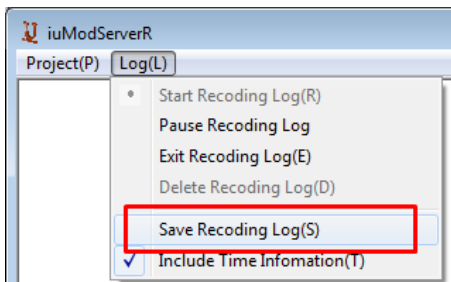 iuModServerR
Project(P) Log(L)
Start Recoding Log(R)
Pause Recoding Log
Exit Recoding Log(E)
Delete Recoding Log(D)
Save Recoding Log(S)
Include Time Infomation(T)